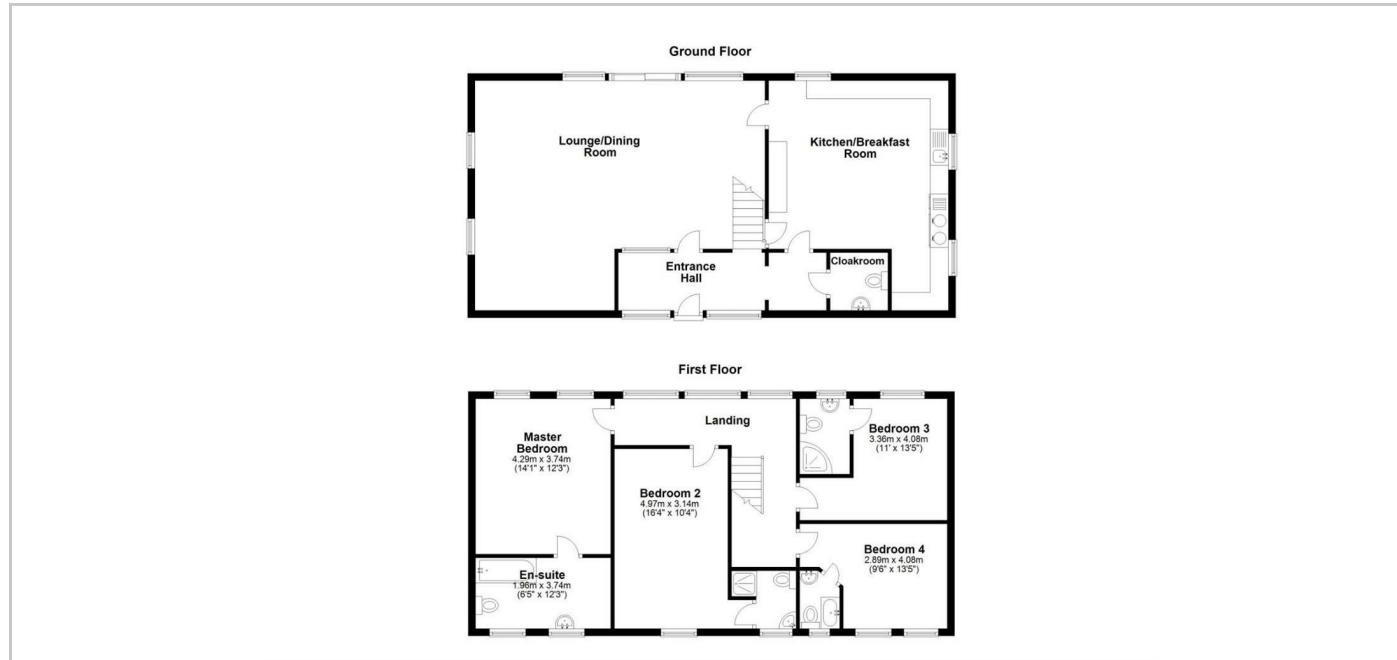 Ground Floor
Lounge/Dining
Room
Kitchen/Breakfast
Room
Entrance
Hall
Cloakroom
First Floor
Landing
Master
Bedroom
4.29m x 3.74m
(14'1" x 12'3")
Bedroom 2
4.97m x 3.14m
(16'4" x 10'4")
Bedroom 3
3.36m x 4.08m
(11' x 13'5")
Bedroom 4
2.89m x 4.08m
(9'6" x 13'5")
En-suite
1.96m x 3.74m
(6'5" x 12'3")